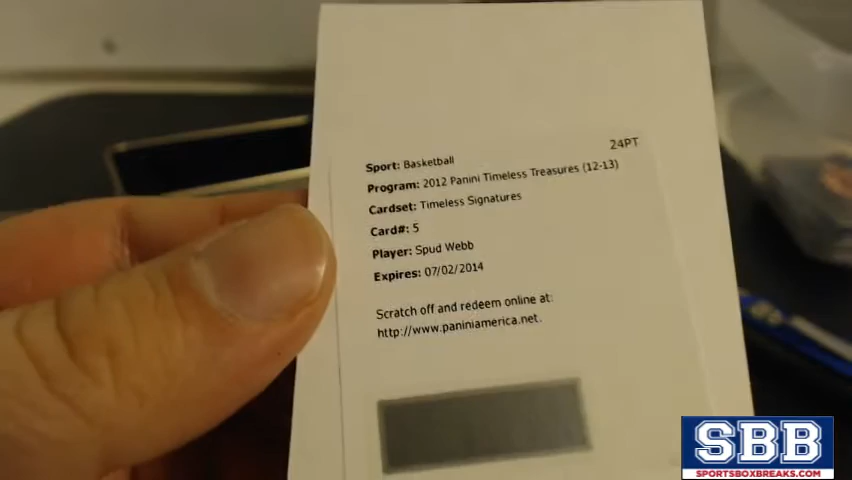 24PT
Sport: Basketball
Program: 2012 Panini Timeless Treasures (12-13)
Cardset: Timeless Signatures
Card#: 5
Player: Spud Webb
Expires: 07/02/2014
Scratch off and redeem online at:
http://www.paniniamerica.net.
SBB
SPORTSBOXBREAKS.COM